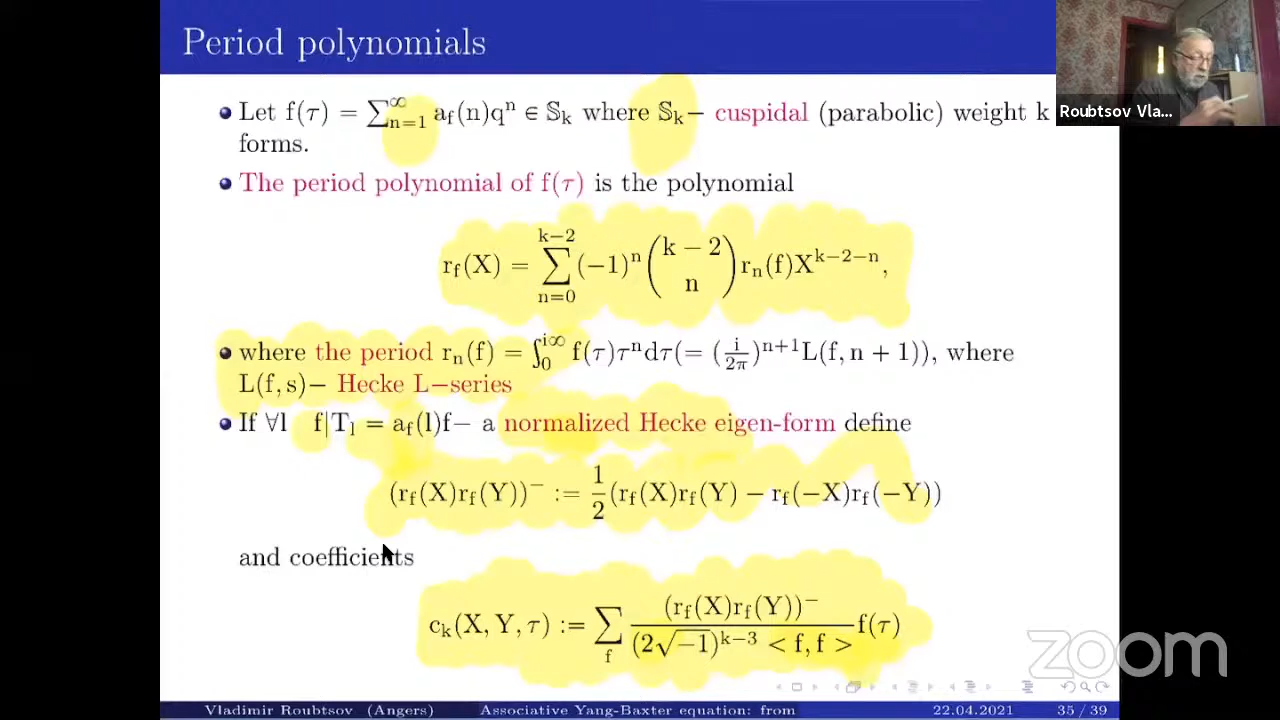 Period polynomials
Roubtsov Vla...
Let f(τ) = ∑_{n=1}^{∞} a_f(n)q^n ∈ 𝕊_k where 𝕊_k− cuspidal (parabolic) weight k
forms.
The period polynomial of f(τ) is the polynomial
r_f(X) = ∑_{n=0}^{k−2} (−1)^n \binom{k−2}{n} r_n(f)X^{k−2−n},
where the period r_n(f) = ∫_0^{i∞} f(τ)τ^n dτ(= (i/2π)^{n+1}L(f, n + 1)), where
L(f, s)− Hecke L−series
If ∀l f|T_l = a_f(l)f− a normalized Hecke eigen-form define
(r_f(X)r_f(Y))^− := 1/2 (r_f(X)r_f(Y) − r_f(−X)r_f(−Y))
and coefficients
c_k(X, Y, τ) := ∑_f (r_f(X)r_f(Y))^− / ((2√−1)^{k−3} < f, f >) f(τ)
zoom
Vladimir Roubtsov (Angers) Associative Yang-Baxter equation: from 22.04.2021 35 / 39